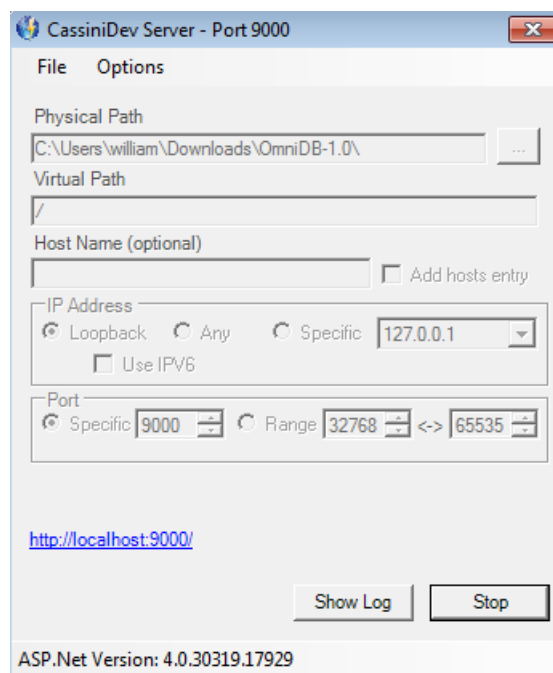 CassiniDev Server - Port 9000
File Options
Physical Path
C:\Users\william\Downloads\OmniDB-1.0\
...
Virtual Path
/
Host Name (optional)
Add hosts entry
IP Address
Loopback Any Specific 127.0.0.1
Use IPV6
Port
Specific 9000 Range 32768 <-> 65535
http://localhost:9000/
Show Log Stop
ASP.Net Version: 4.0.30319.17929